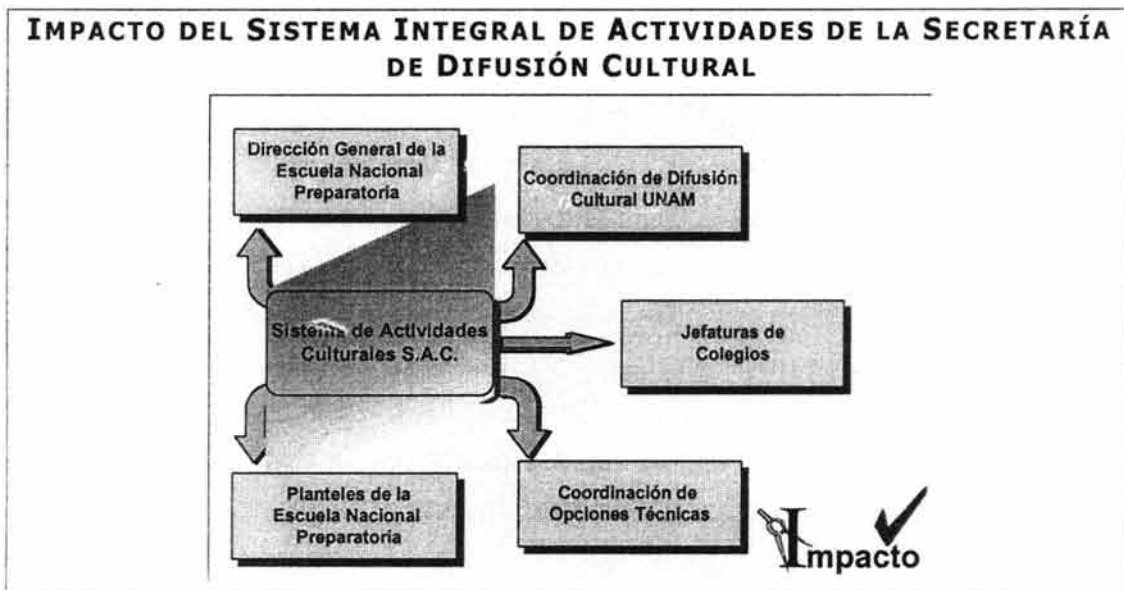 IMPACTO DEL SISTEMA INTEGRAL DE ACTIVIDADES DE LA SECRETARÍA
DE DIFUSIÓN CULTURAL
Dirección General de la
Escuela Nacional
Preparatoria
Coordinación de Difusión
Cultural UNAM
Sistema de Actividades
Culturales S.A.C.
Jefaturas de
Colegios
Planteles de la
Escuela Nacional
Preparatoria
Coordinación de
Opciones Técnicas
Impacto